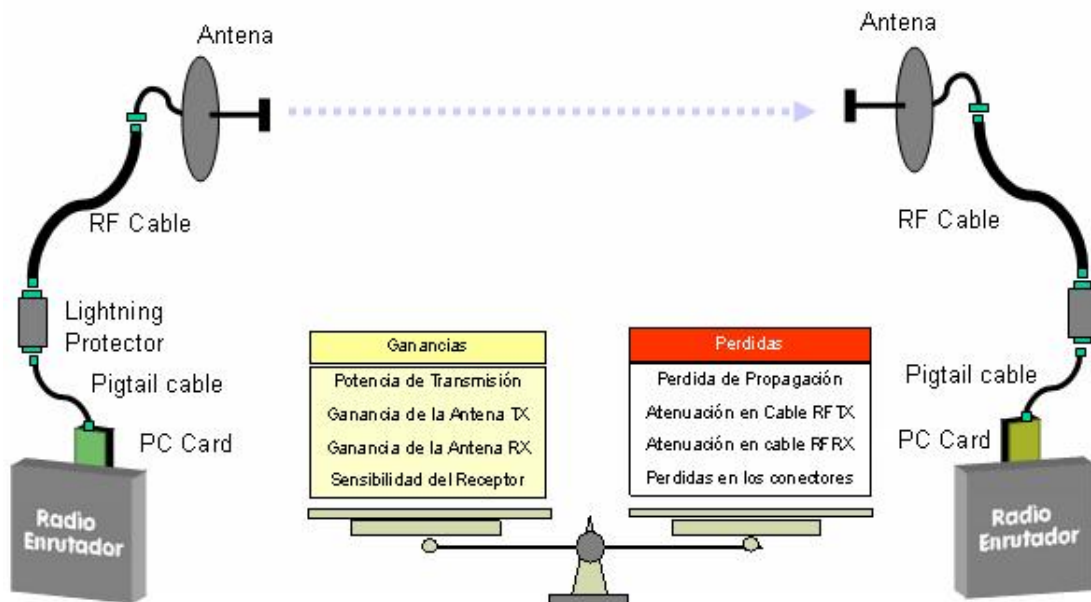 Antena
RF Cable
Lightning
Protector
Pigtail cable
PC Card
Radio
Enrutador
Ganancias
Potencia de Transmisión
Ganancia de la Antena TX
Ganancia de la Antena RX
Sensibilidad del Receptor
Perdidas
Perdida de Propagación
Atenuación en Cable RFTX
Atenuación en cable RFRX
Perdidas en los conectores
Antena
RF Cable
Pigtail cable
PC Card
Radio
Enrutador